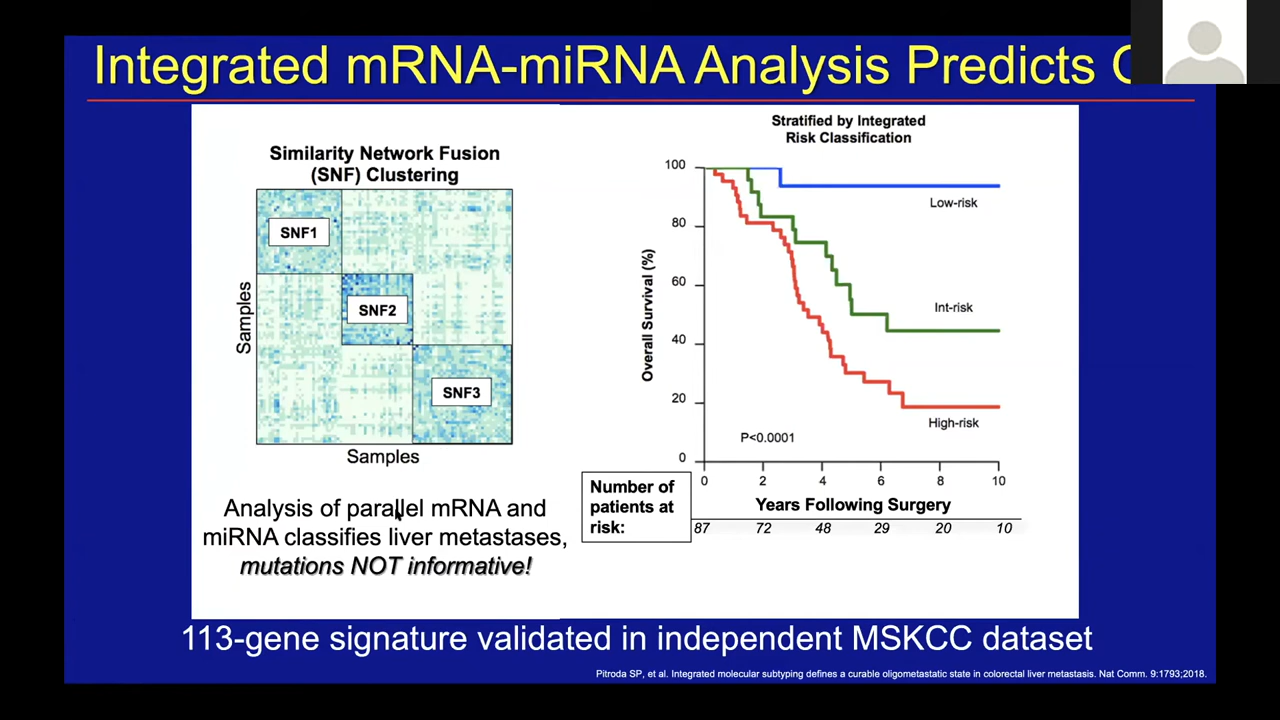 Integrated mRNA-miRNA Analysis Predicts
Similarity Network Fusion
(SNF) Clustering
SNF1
SNF2
SNF3
Samples
Samples
Analysis of parallel mRNA and
miRNA classifies liver metastases,
mutations NOT informative!
Stratified by Integrated
Risk Classification
Overall Survival (%)
100
80
60
40
20
0
Low-risk
Int-risk
High-risk
P<0.0001
0 2 4 6 8 10
Years Following Surgery
Number of
patients at
risk:
87 72 48 29 20 10
113-gene signature validated in independent MSKCC dataset
Pitroda SP, et al. Integrated molecular subtyping defines a curable oligometastatic state in colorectal liver metastasis. Nat Comm. 9:1793;2018.